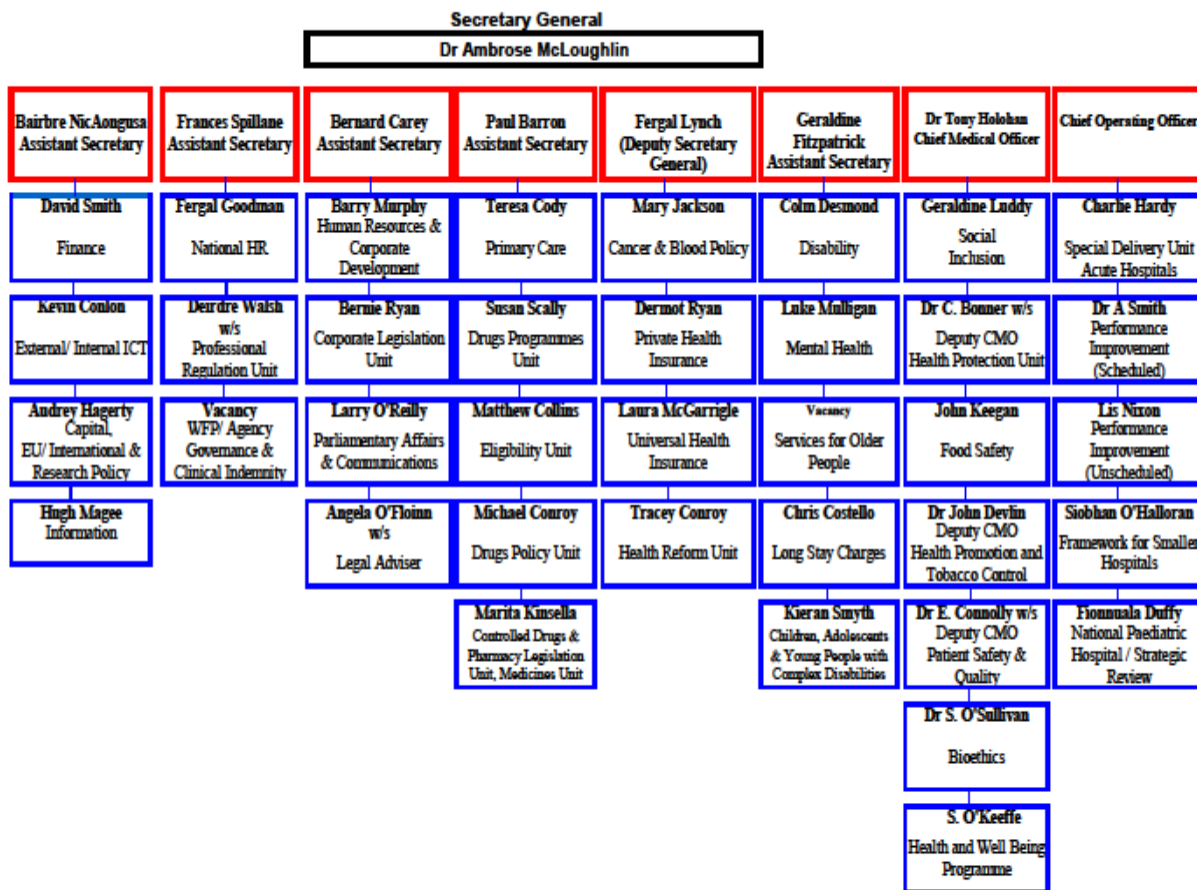 Secretary General
Dr Ambrose McLoughlin
Bairbre NicAongusa
Assistant Secretary
David Smith
Finance
Kevin Conlon
External/ Internal ICT
Audrey Hagerty
Capital,
EU/ International &
Research Policy
Hugh Magee
Information
Frances Spillane
Assistant Secretary
Fergal Goodman
National HR
Deirdre Walsh
w/s
Professional
Regulation Unit
Vacancy
WFP/ Agency
Governance &
Clinical Indemnity
Bernard Carey
Assistant Secretary
Barry Murphy
Human Resources &
Corporate
Development
Bernie Ryan
Corporate Legislation
Unit
Larry O'Reilly
Parliamentary Affairs
& Communications
Angela O'Floinn
w/s
Legal Adviser
Paul Barron
Assistant Secretary
Teresa Cody
Primary Care
Susan Scally
Drugs Programmes
Unit
Matthew Collins
Eligibility Unit
Michael Conroy
Drugs Policy Unit
Marita Kinsella
Controlled Drugs &
Pharmacy Legislation
Unit, Medicines Unit
Fergal Lynch
(Deputy Secretary
General)
Mary Jackson
Cancer & Blood Policy
Dermot Ryan
Private Health
Insurance
Laura McGarrigle
Universal Health
Insurance
Tracey Conroy
Health Reform Unit
Geraldine
Fitzpatrick
Assistant Secretary
Colm Desmond
Disability
Luke Mulligan
Mental Health
Vacancy
Services for Older
People
Chris Costello
Long Stay Charges
Kieran Smyth
Children, Adolescents
& Young People with
Complex Disabilities
Dr Tony Holohan
Chief Medical Officer
Geraldine Luddy
Social
Inclusion
Dr C. Bonner w/s
Deputy CMO
Health Protection Unit
John Keegan
Food Safety
Dr John Devlin
Deputy CMO
Health Promotion and
Tobacco Control
Dr E. Connolly w/s
Deputy CMO
Patient Safety &
Quality
Dr S. O'Sullivan
Bioethics
S. O'Keeffe
Health and Well Being
Programme
Chief Operating Officer
Charlie Hardy
Special Delivery Unit
Acute Hospitals
Dr A Smith
Performance
Improvement
(Scheduled)
Lis Nixon
Performance
Improvement
(Unscheduled)
Siobhan O'Halloran
Framework for Smaller
Hospitals
Fionnuala Duffy
National Paediatric
Hospital / Strategic
Review